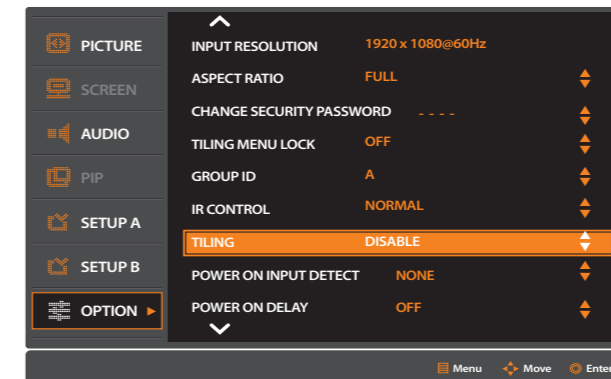 PICTURE
SCREEN
AUDIO
PIP
SETUP A
SETUP B
OPTION
INPUT RESOLUTION 1920 x 1080@60Hz
ASPECT RATIO FULL
CHANGE SECURITY PASSWORD - - - -
TILING MENU LOCK OFF
GROUP ID A
IR CONTROL NORMAL
TILING DISABLE
POWER ON INPUT DETECT NONE
POWER ON DELAY OFF
Menu Move Enter